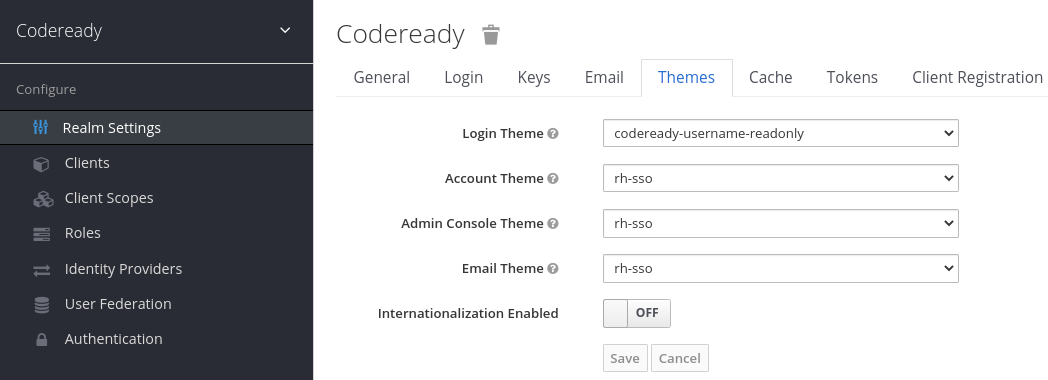 Codeready
Configure
Realm Settings
Clients
Client Scopes
Roles
Identity Providers
User Federation
Authentication
Codeready
General Login Keys Email Themes Cache Tokens Client Registration
Login Theme ? codeready-username-readonly
Account Theme ? rh-sso
Admin Console Theme ? rh-sso
Email Theme ? rh-sso
Internationalization Enabled OFF
Save Cancel